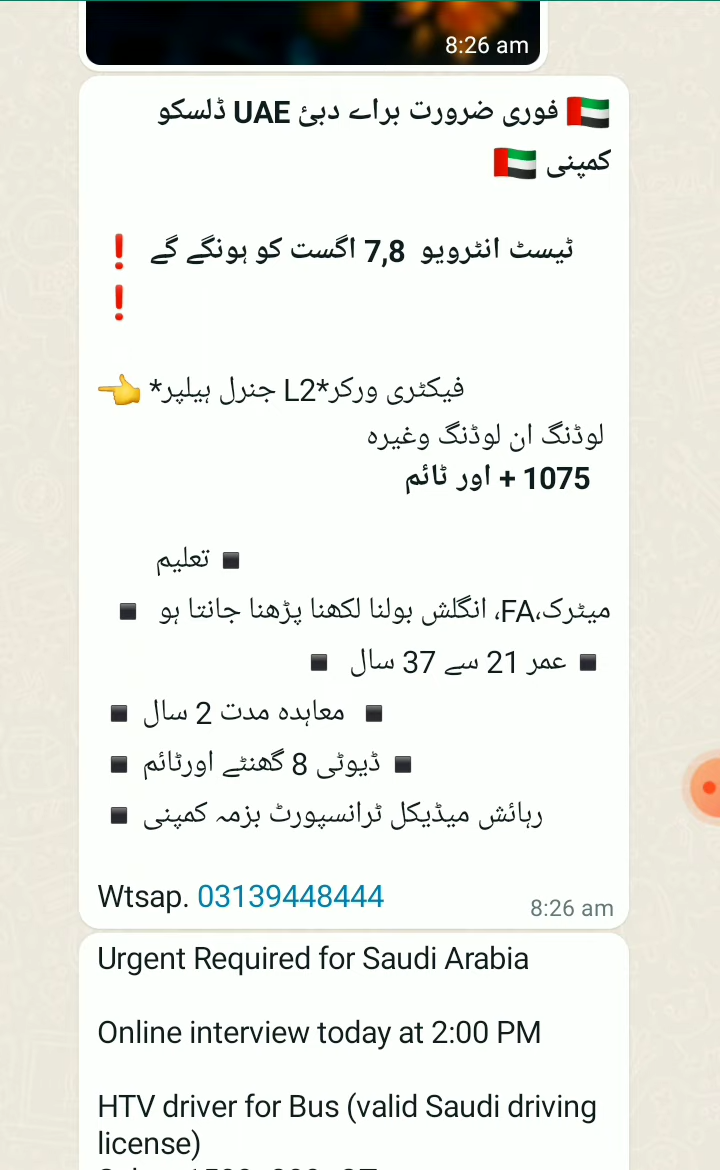 8:26 am
🇦🇪 فوری ضرورت براے دبئ UAE ڈلسکو
کمپنی 🇦🇪
ٹیسٹ انٹرویو 7,8 اگست کو ہونگے گے ❗
❗
👈 *فیکٹری ورکر*L2 جنرل ہیلپر
لوڈنگ ان لوڈنگ وغیرہ
1075 + اور ٹائم
◾ تعلیم
میٹرک،FA، انگلش بولنا لکھنا پڑھنا جانتا ہو ◾
◾ عمر 21 سے 37 سال ◾
◾ معاہدہ مدت 2 سال ◾
◾ ڈیوٹی 8 گھنٹے اورٹائم ◾
رہائش میڈیکل ٹرانسپورٹ بزمہ کمپنی ◾
Wtsap. 03139448444
8:26 am
Urgent Required for Saudi Arabia
Online interview today at 2:00 PM
HTV driver for Bus (valid Saudi driving
license)